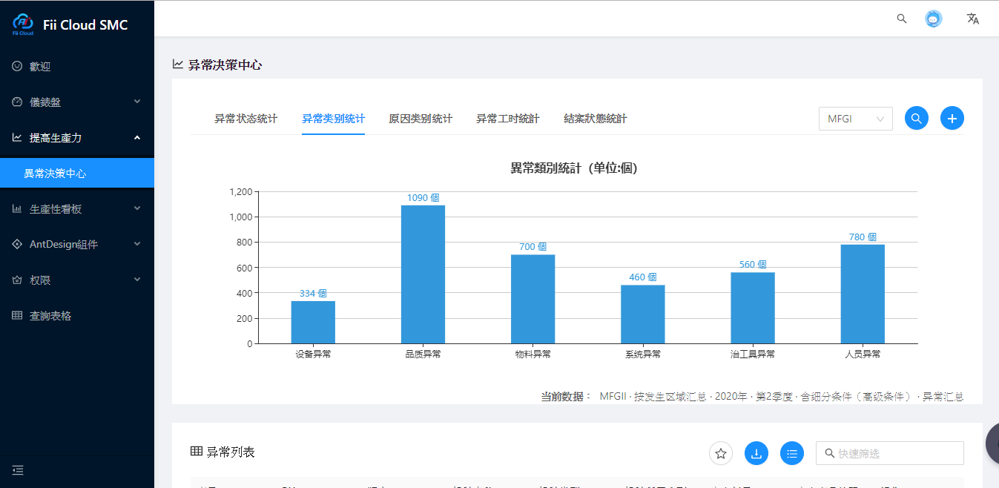 Fii Cloud
Fii Cloud SMC
歡迎
儀錶盤
提高生產力
異常決策中心
生產性看板
AntDesign組件
权限
查詢表格
异常决策中心
异常状态统计 异常类别统计 原因类别统计 异常工时統計 結案狀態統計
MFGI
異常類別統計（单位:個）
1,200
1,000
800
600
400
200
0
334 個
1090 個
700 個
460 個
560 個
780 個
设备异常 品质异常 物料异常 系统异常 治工具异常 人员异常
当前数据： MFGII · 按发生区域汇总 · 2020年 · 第2季度 · 含细分条件（高级条件） · 异常汇总
异常列表
快速筛选